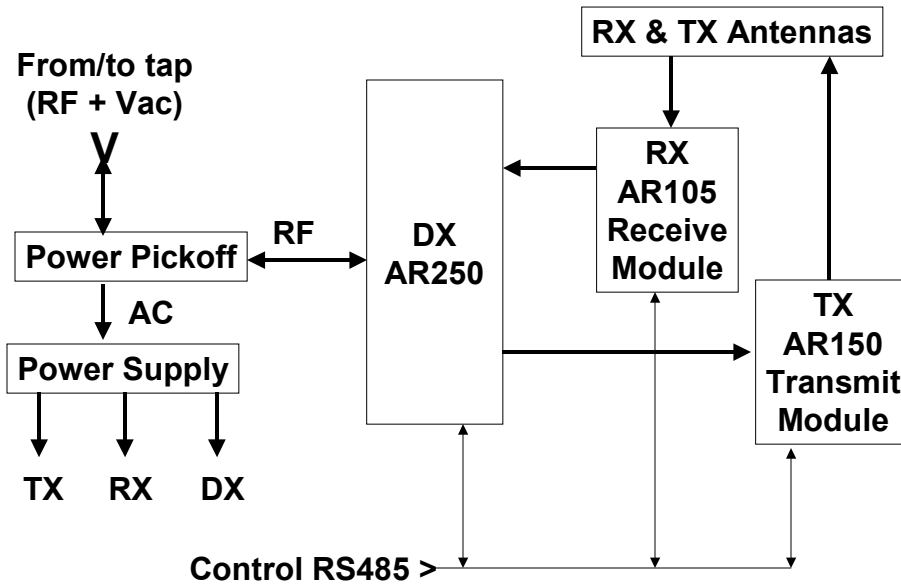 RX & TX Antennas
From/to tap
(RF + Vac)
RX
AR105
Receive
Module
DX
AR250
RF
Power Pickoff
AC
TX
AR150
Transmit
Module
Power Supply
TX RX DX
Control RS485 >